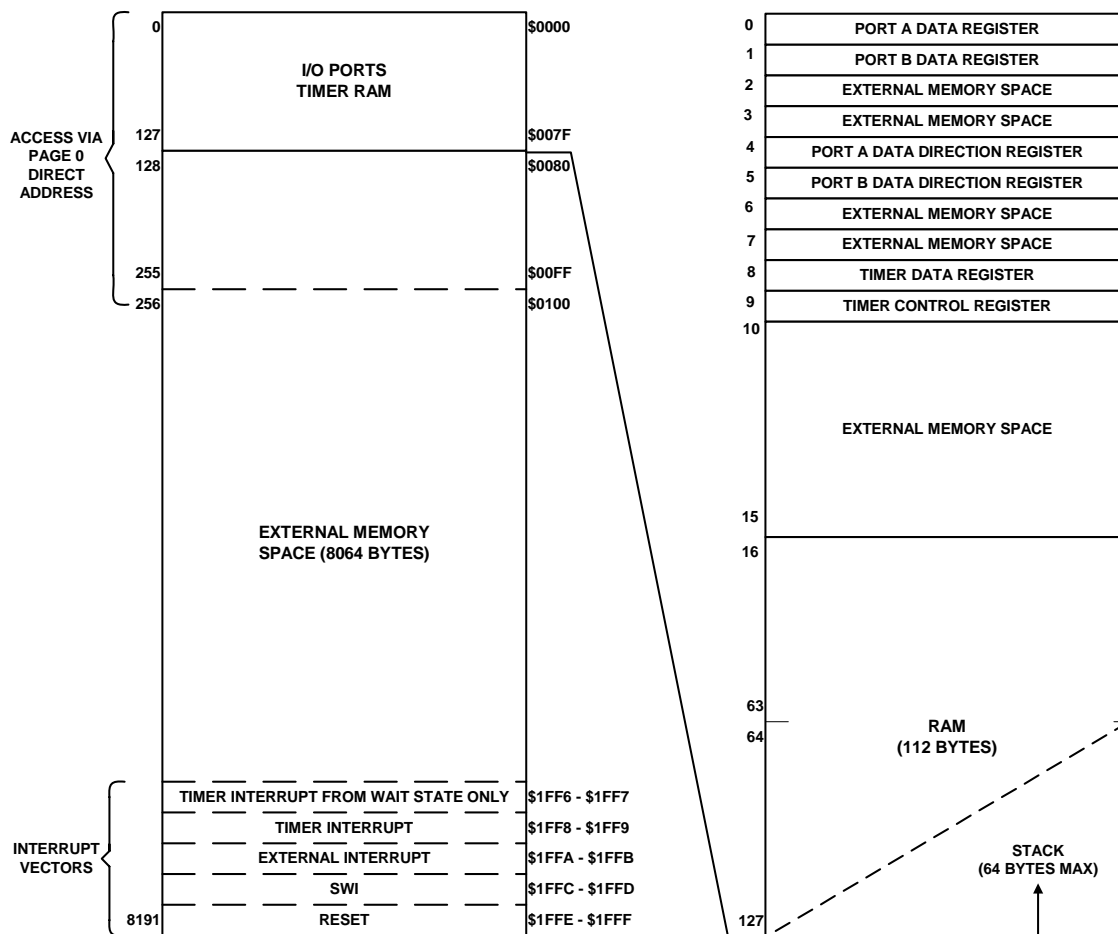 0
$0000
I/O PORTS
TIMER RAM
127
$007F
ACCESS VIA
PAGE 0
DIRECT
ADDRESS
128
$0080
255
$00FF
256
$0100
EXTERNAL MEMORY
SPACE (8064 BYTES)
INTERRUPT
VECTORS
TIMER INTERRUPT FROM WAIT STATE ONLY
$1FF6 - $1FF7
TIMER INTERRUPT
$1FF8 - $1FF9
EXTERNAL INTERRUPT
$1FFA - $1FFB
SWI
$1FFC - $1FFD
8191
RESET
$1FFE - $1FFF
0
PORT A DATA REGISTER
1
PORT B DATA REGISTER
2
EXTERNAL MEMORY SPACE
3
EXTERNAL MEMORY SPACE
4
PORT A DATA DIRECTION REGISTER
5
PORT B DATA DIRECTION REGISTER
6
EXTERNAL MEMORY SPACE
7
EXTERNAL MEMORY SPACE
8
TIMER DATA REGISTER
9
TIMER CONTROL REGISTER
10
EXTERNAL MEMORY SPACE
15
16
63
64
RAM
(112 BYTES)
STACK
(64 BYTES MAX)
127